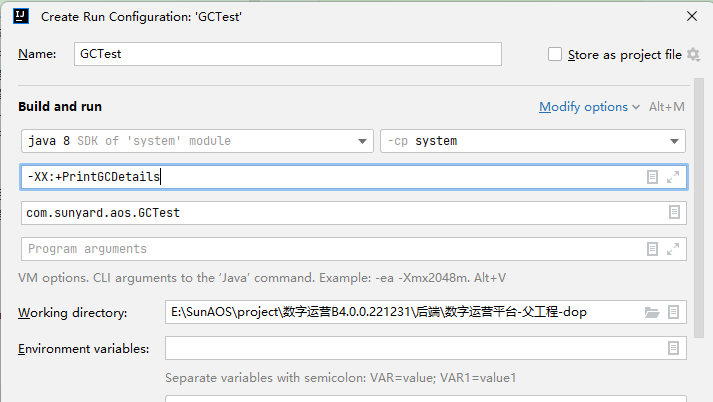 Create Run Configuration: 'GCTest'
Name: GCTest Store as project file
Build and run Modify options Alt+M
java 8 SDK of 'system' module -cp system
-XX:+PrintGCDetails
com.sunyard.aos.GCTest
Program arguments
VM options. CLI arguments to the 'Java' command. Example: -ea -Xmx2048m. Alt+V
Working directory: E:\SunAOS\project\数字运营B4.0.0.221231\后端\数字运营平台-父工程-dop
Environment variables:
Separate variables with semicolon: VAR=value; VAR1=value1